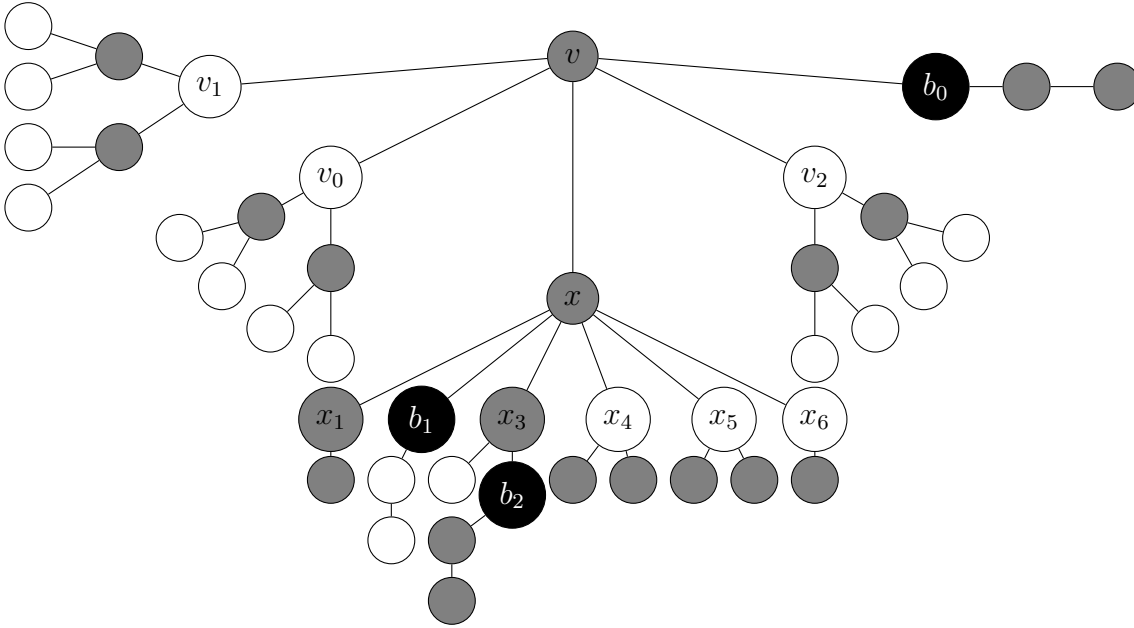 v
v₁
b₀
v₀
v₂
x
x₁
b₁
x₃
x₄
x₅
x₆
b₂